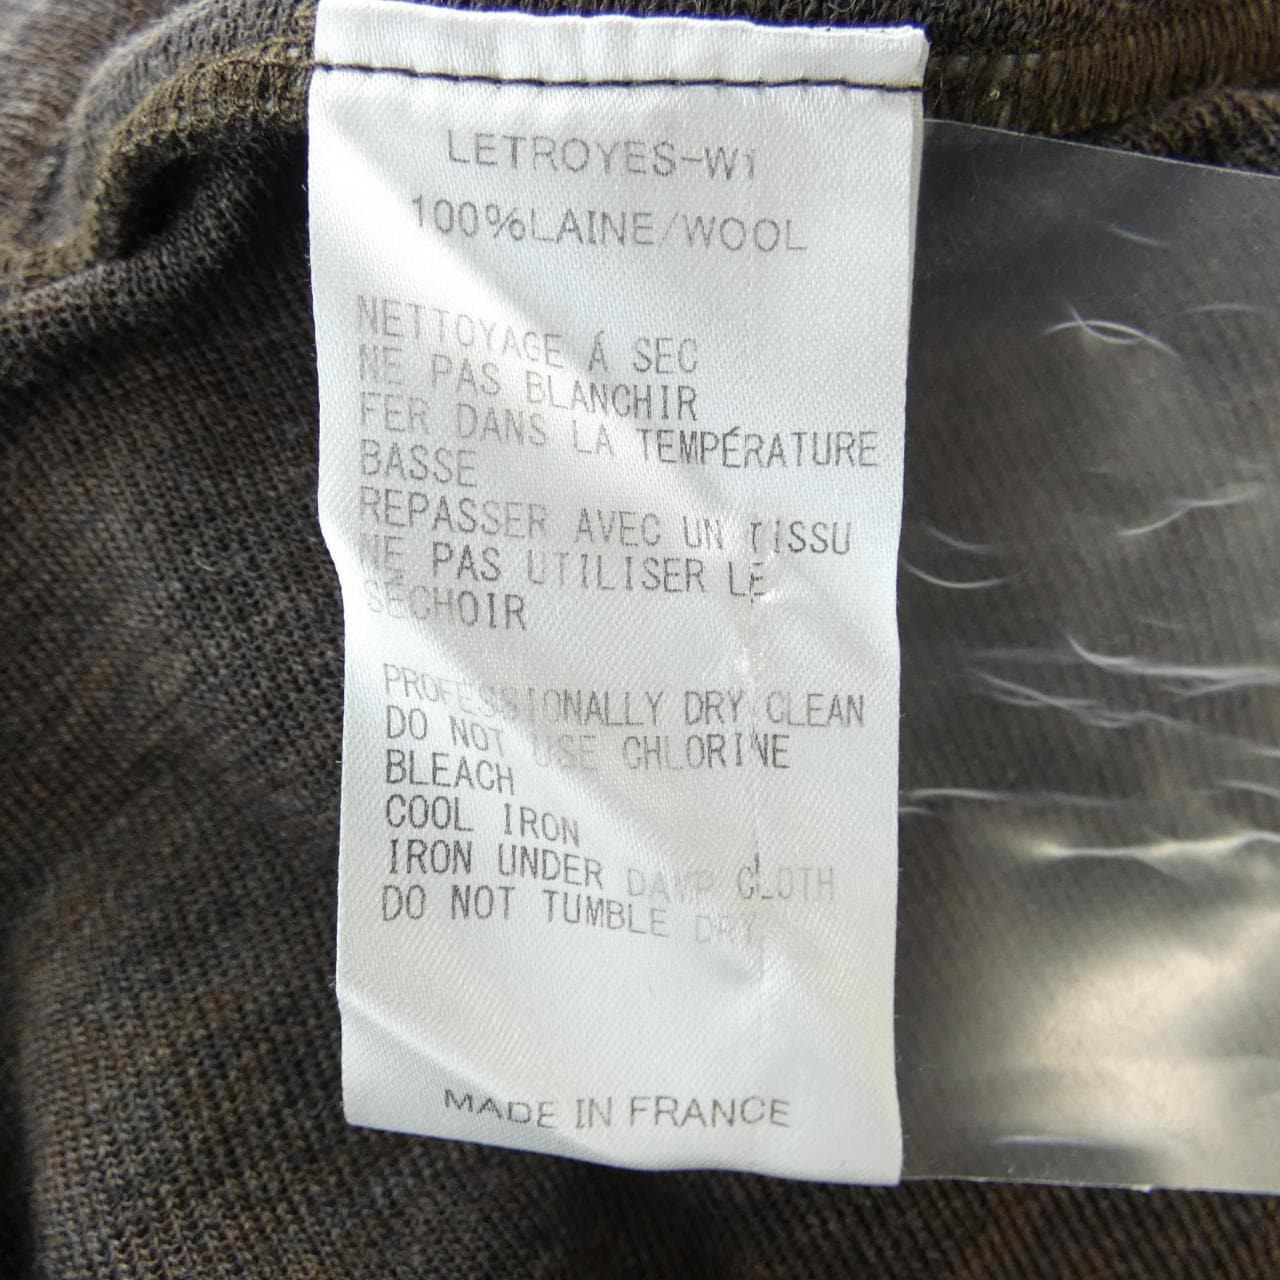 LETROYES-W1
100%LAINE/WOOL
NETTOYAGE Á SEC
NE PAS BLANCHIR
FER DANS LA TEMPÉRATURE
BASSE
REPASSER AVEC UN TISSU
NE PAS UTILISER LE
SÉCHOIR
PROFESSIONALLY DRY CLEAN
DO NOT USE CHLORINE
BLEACH
COOL IRON
IRON UNDER DAMP CLOTH
DO NOT TUMBLE DRY
MADE IN FRANCE